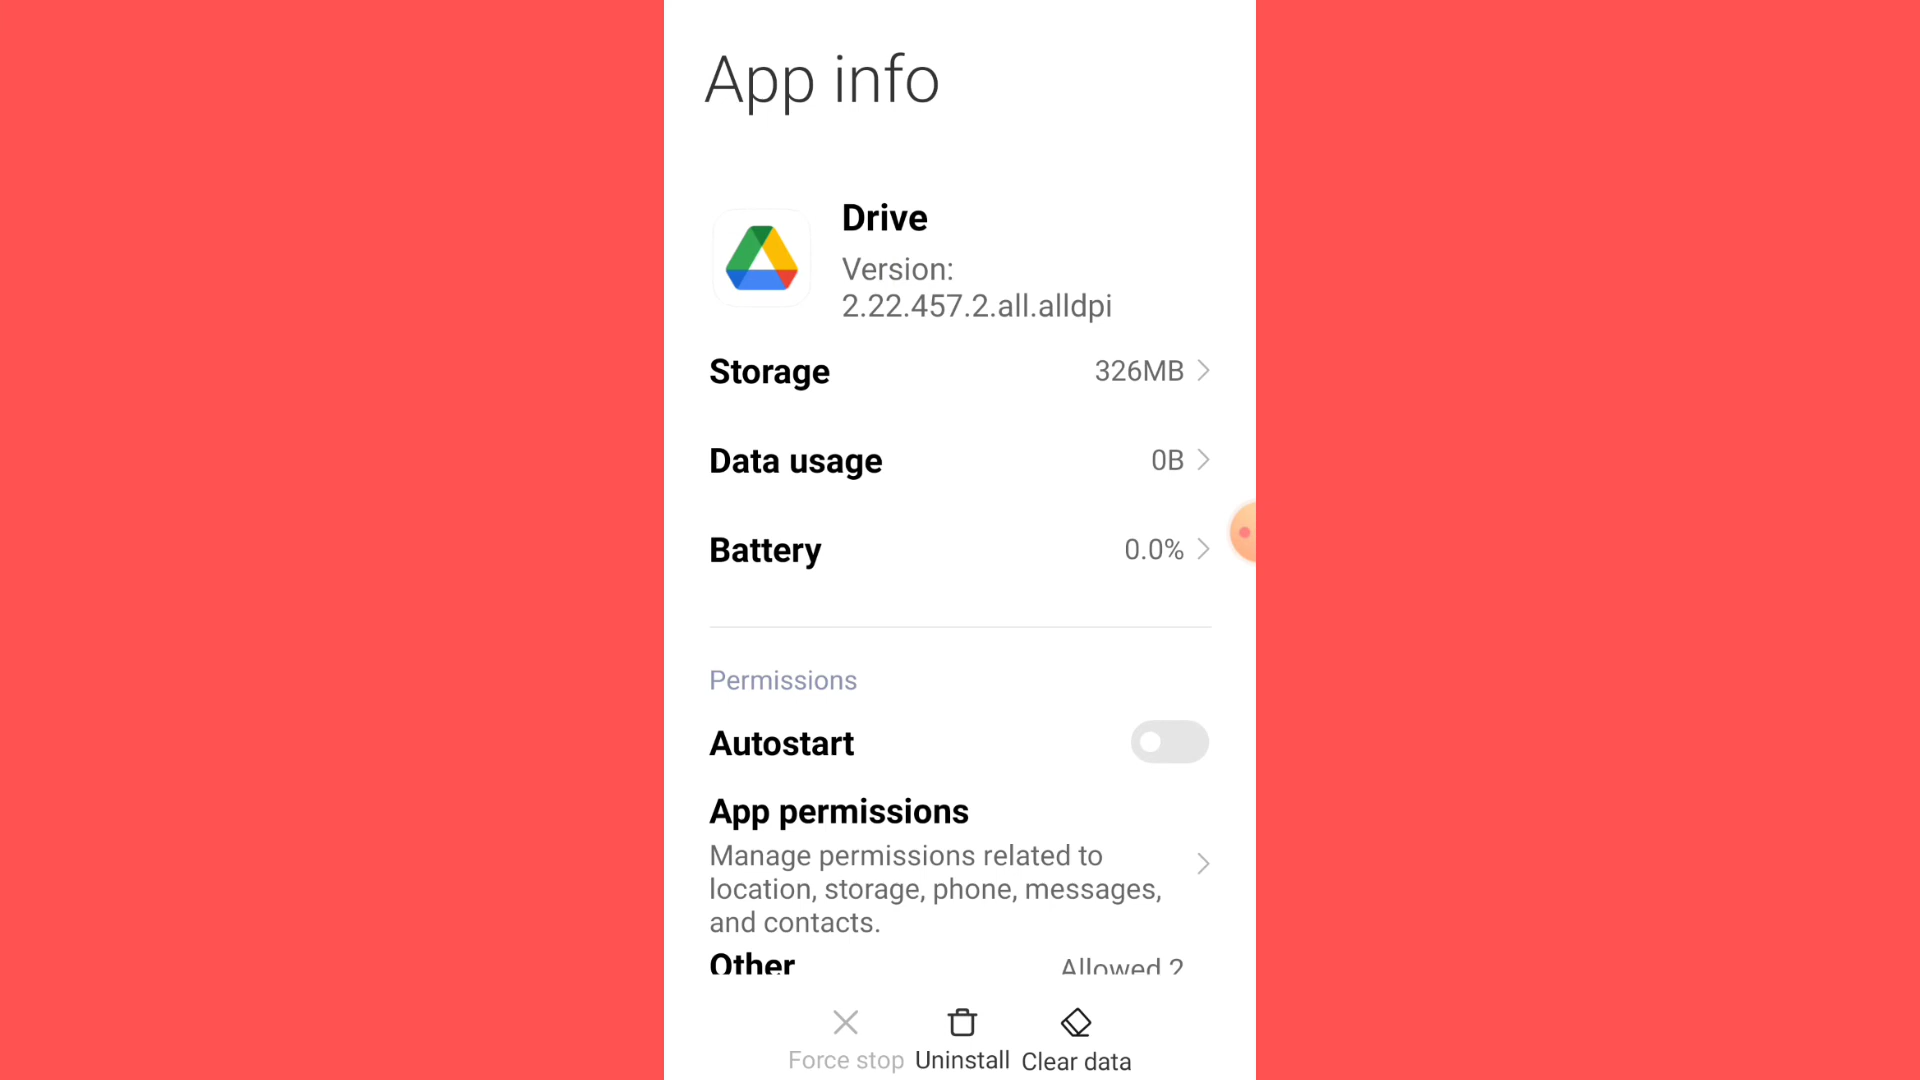 App info
Drive
Version:
2.22.457.2.all.alldpi
Storage 326MB
Data usage 0B
Battery 0.0%
Permissions
Autostart
App permissions
Manage permissions related to
location, storage, phone, messages,
and contacts.
Other Allowed 2
Force stop Uninstall Clear data